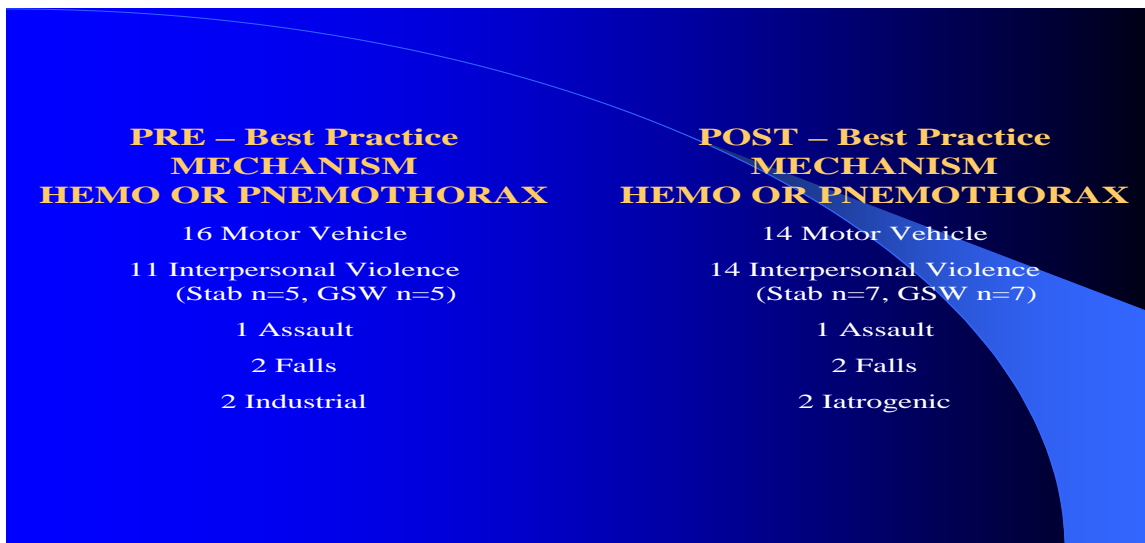 PRE – Best Practice
MECHANISM
HEMO OR PNEMOTHORAX
16 Motor Vehicle
11 Interpersonal Violence
(Stab n=5, GSW n=5)
1 Assault
2 Falls
2 Industrial
POST – Best Practice
MECHANISM
HEMO OR PNEMOTHORAX
14 Motor Vehicle
14 Interpersonal Violence
(Stab n=7, GSW n=7)
1 Assault
2 Falls
2 Iatrogenic